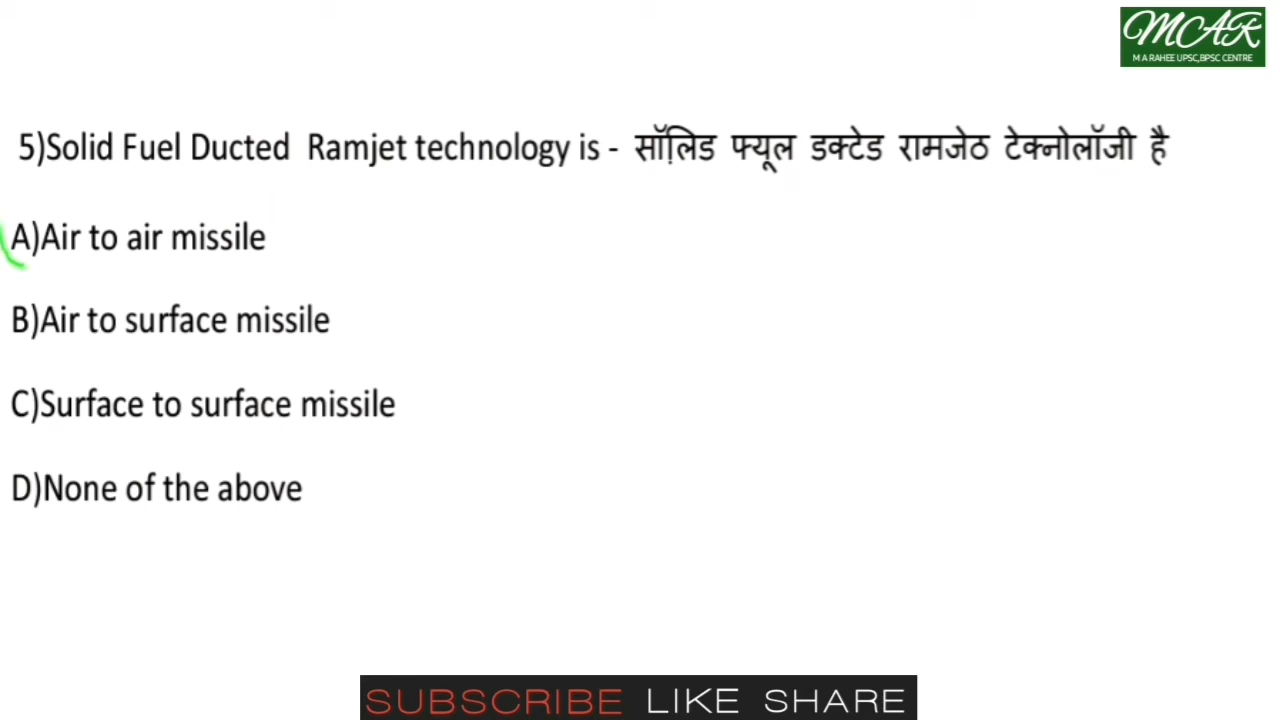 MCAR
M A RAHEE UPSC,BPSC CENTRE
5)Solid Fuel Ducted Ramjet technology is - सॉलिड फ्यूल डक्टेड रामजेठ टेक्नोलॉजी है
A)Air to air missile
B)Air to surface missile
C)Surface to surface missile
D)None of the above
SUBSCRIBE LIKE SHARE